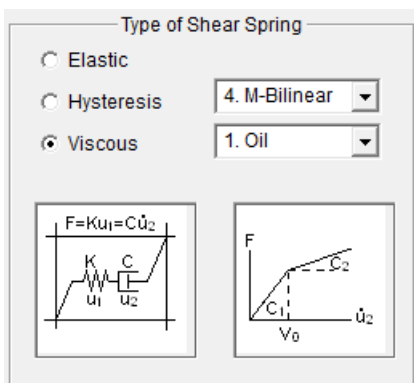 Type of Shear Spring
Elastic
Hysteresis
4. M-Bilinear
Viscous
1. Oil
F=Ku₁=Cu̇₂
K C
u₁ u₂
F
C₂
C₁
V₀
u̇₂